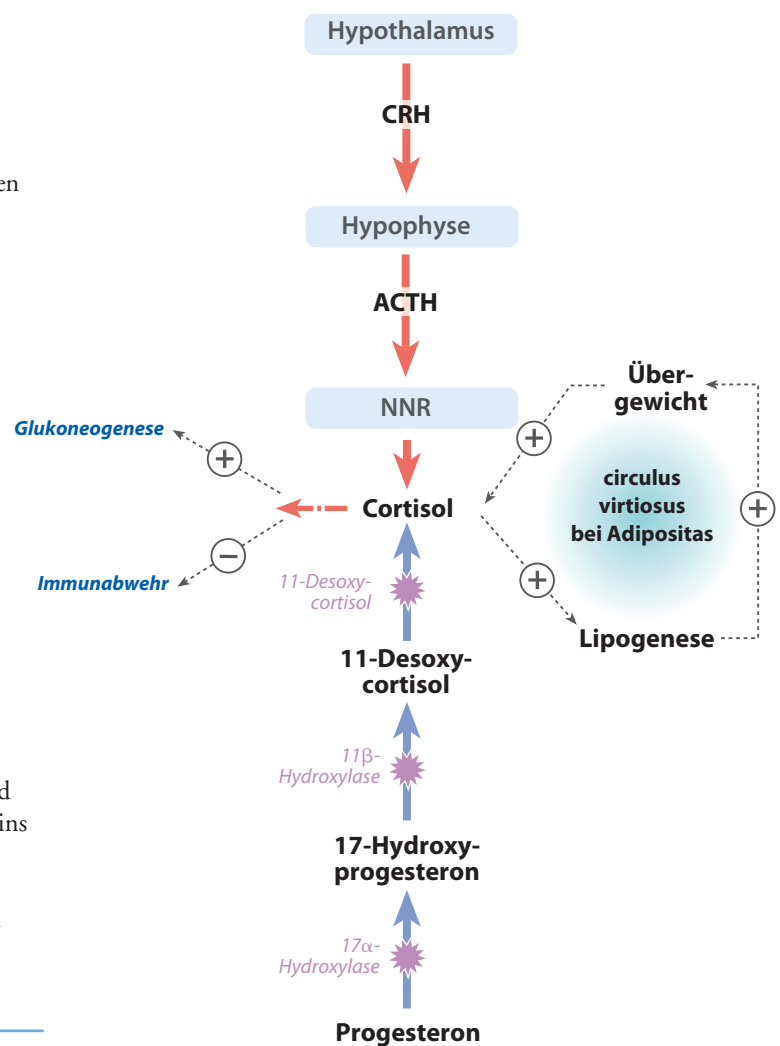 Hypothalamus
CRH
en
Hypophyse
ACTH
NNR
Über-
gewicht
Glukoneogenese
+
+
Cortisol
circulus
virtiosus
bei Adipositas
+
−
Immunabwehr
11-Desoxy-
cortisol
+
Lipogenese
11-Desoxy-
cortisol
11β-
Hydroxylase
d
ins
17-Hydroxy-
progesteron
17α-
Hydroxylase
Progesteron